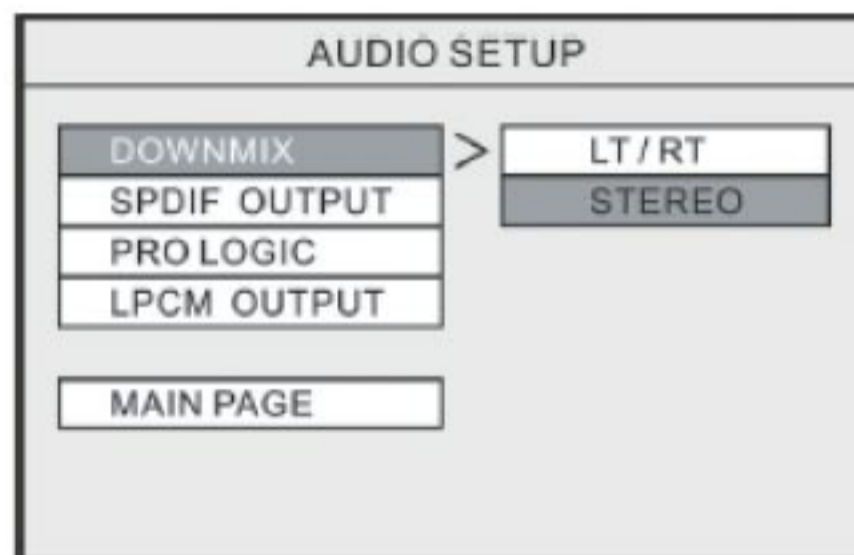 AUDIO SETUP
DOWNMIX > LT / RT
SPDIF OUTPUT STEREO
PRO LOGIC
LPCM OUTPUT
MAIN PAGE